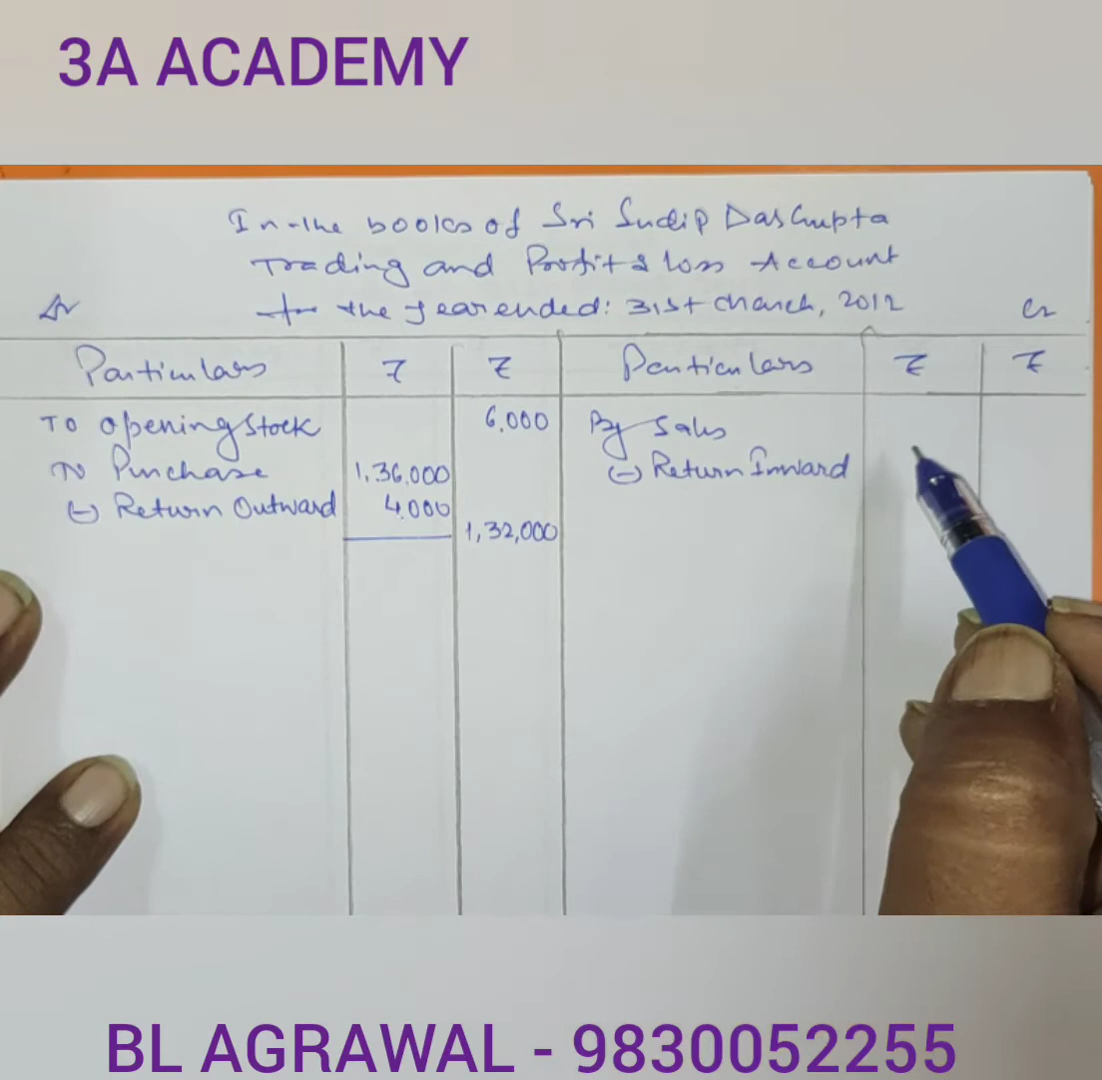 3A ACADEMY
In the books of Sri Sudip DasGupta
Trading and Profit & loss Account
for the year ended: 31st March, 2012
Dr Cr
Particulars ₹ ₹ Particulars ₹ ₹
To opening Stock 6,000 By Sales
To Purchase 1,36,000 (-) Return Inward
(-) Return Outward 4,000
1,32,000
BL AGRAWAL - 9830052255